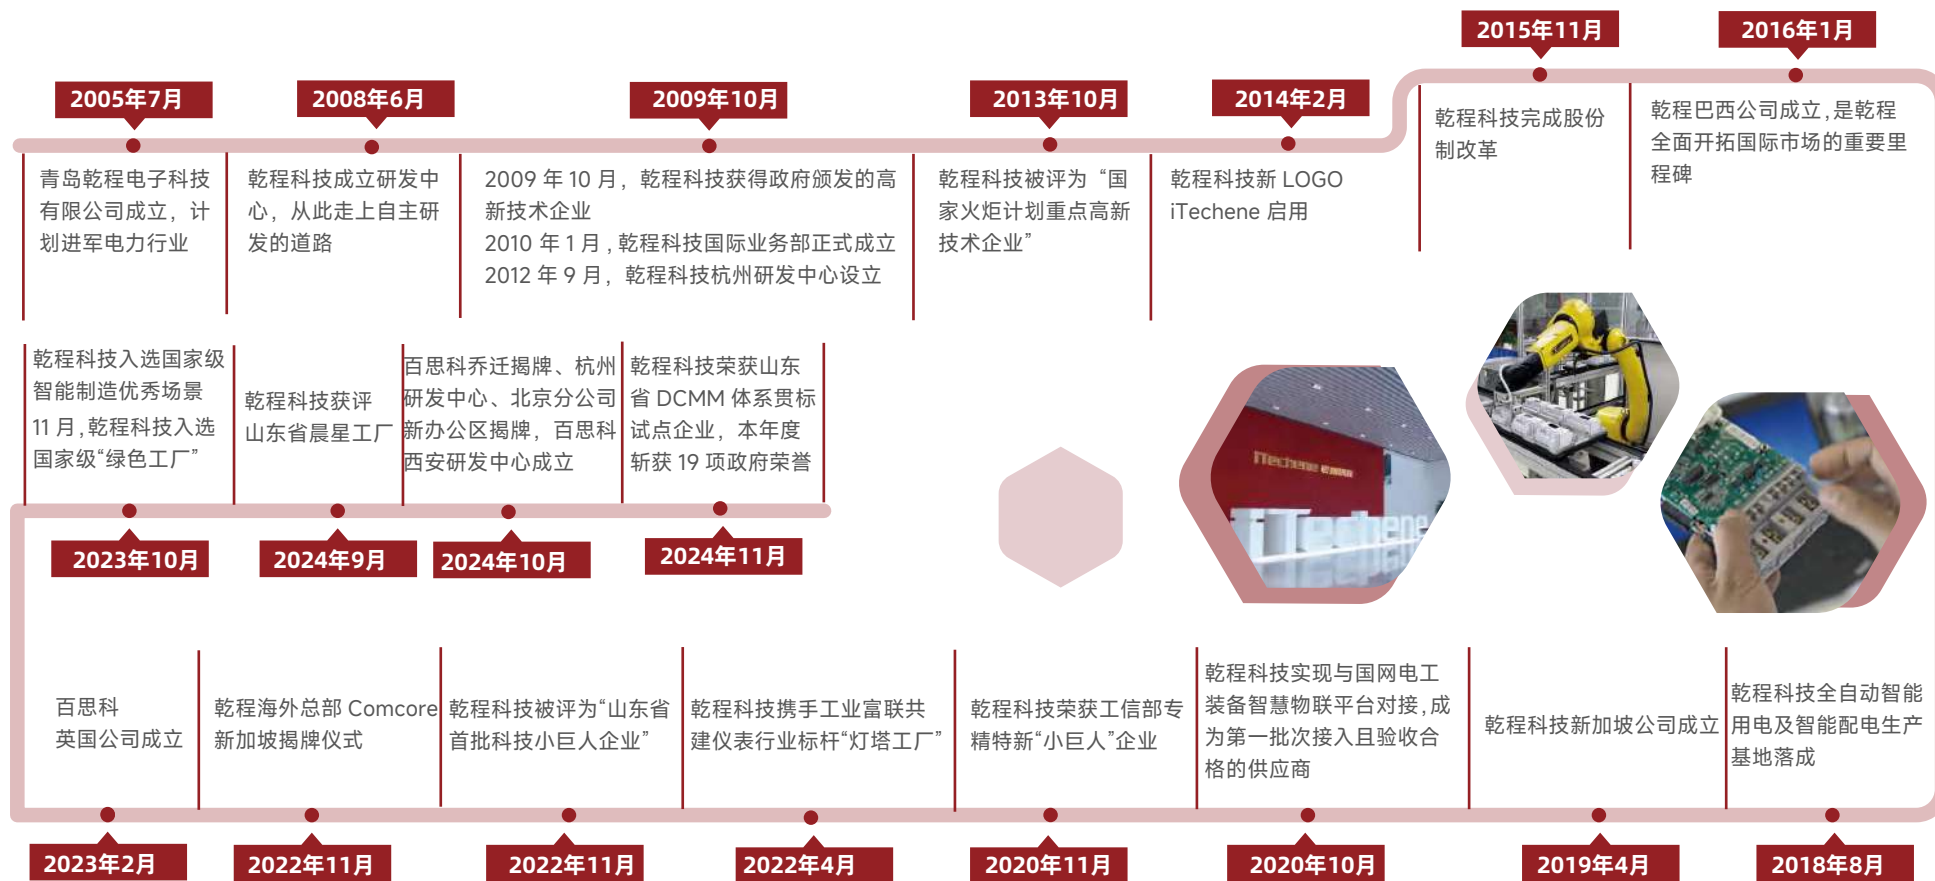 2005年7月
青岛乾程电子科技
有限公司成立，计
划进军电力行业
2008年6月
乾程科技成立研发中
心，从此走上自主研
发的道路
2009年10月
2009 年 10 月，乾程科技获得政府颁发的高
新技术企业
2010 年 1 月，乾程科技国际业务部正式成立
2012 年 9 月，乾程科技杭州研发中心设立
2013年10月
乾程科技被评为“国
家火炬计划重点高新
技术企业”
2014年2月
乾程科技新 LOGO
iTechene 启用
2015年11月
乾程科技完成股份
制改革
2016年1月
乾程巴西公司成立，是乾程
全面开拓国际市场的重要里
程碑
2018年8月
乾程科技全自动智能
用电及智能配电生产
基地落成
2019年4月
乾程科技新加坡公司成立
2020年10月
乾程科技实现与国网电工
装备智慧物联平台对接，成
为第一批次接入且验收合
格的供应商
2020年11月
乾程科技荣获工信部专
精特新“小巨人”企业
2022年4月
乾程科技携手工业富联共
建仪表行业标杆“灯塔工厂”
2022年11月
乾程科技被评为“山东省
首批科技小巨人企业”
2022年11月
乾程海外总部 Comcore
新加坡揭牌仪式
2023年2月
百思科
英国公司成立
2023年10月
乾程科技入选国家级
智能制造优秀场景
11 月，乾程科技入选
国家级“绿色工厂”
2024年9月
乾程科技获评
山东省晨星工厂
2024年10月
百思科乔迁揭牌、杭州
研发中心、北京分公司
新办公区揭牌，百思科
西安研发中心成立
2024年11月
乾程科技荣获山东
省 DCMM 体系贯标
试点企业，本年度
斩获 19 项政府荣誉
iTechene
iTechene